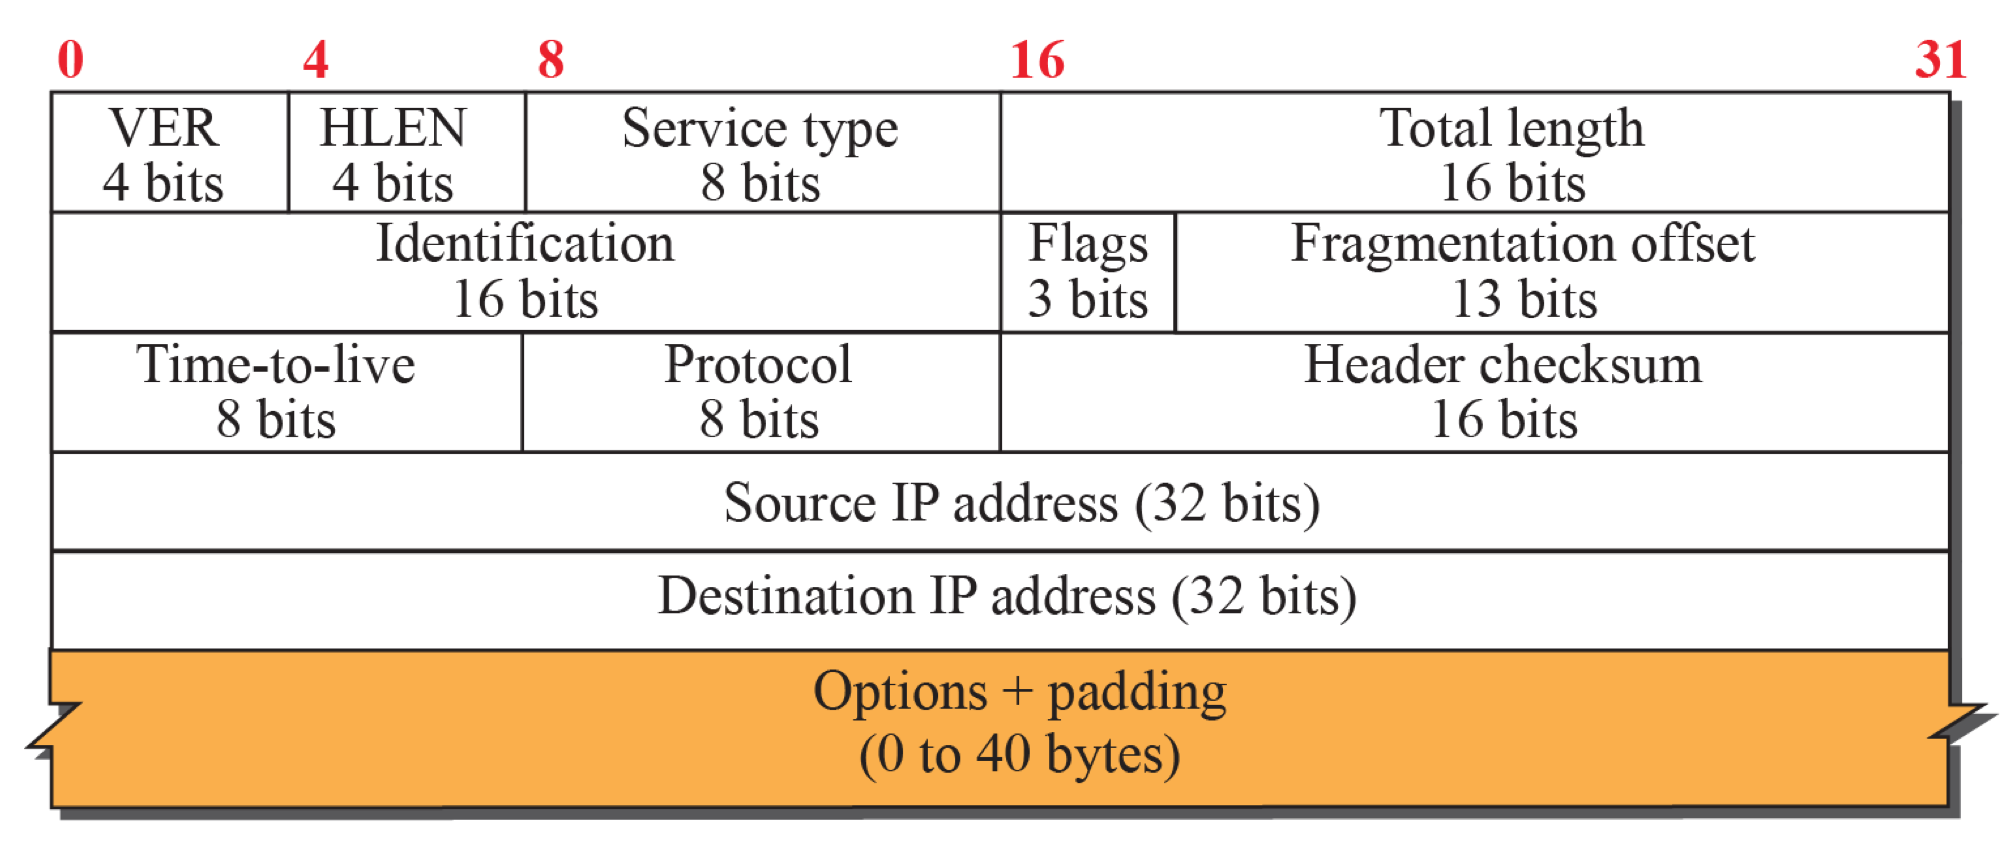 0 4 8 16 31
VER HLEN Service type Total length
4 bits 4 bits 8 bits 16 bits
Identification Flags Fragmentation offset
16 bits 3 bits 13 bits
Time-to-live Protocol Header checksum
8 bits 8 bits 16 bits
Source IP address (32 bits)
Destination IP address (32 bits)
Options + padding
(0 to 40 bytes)